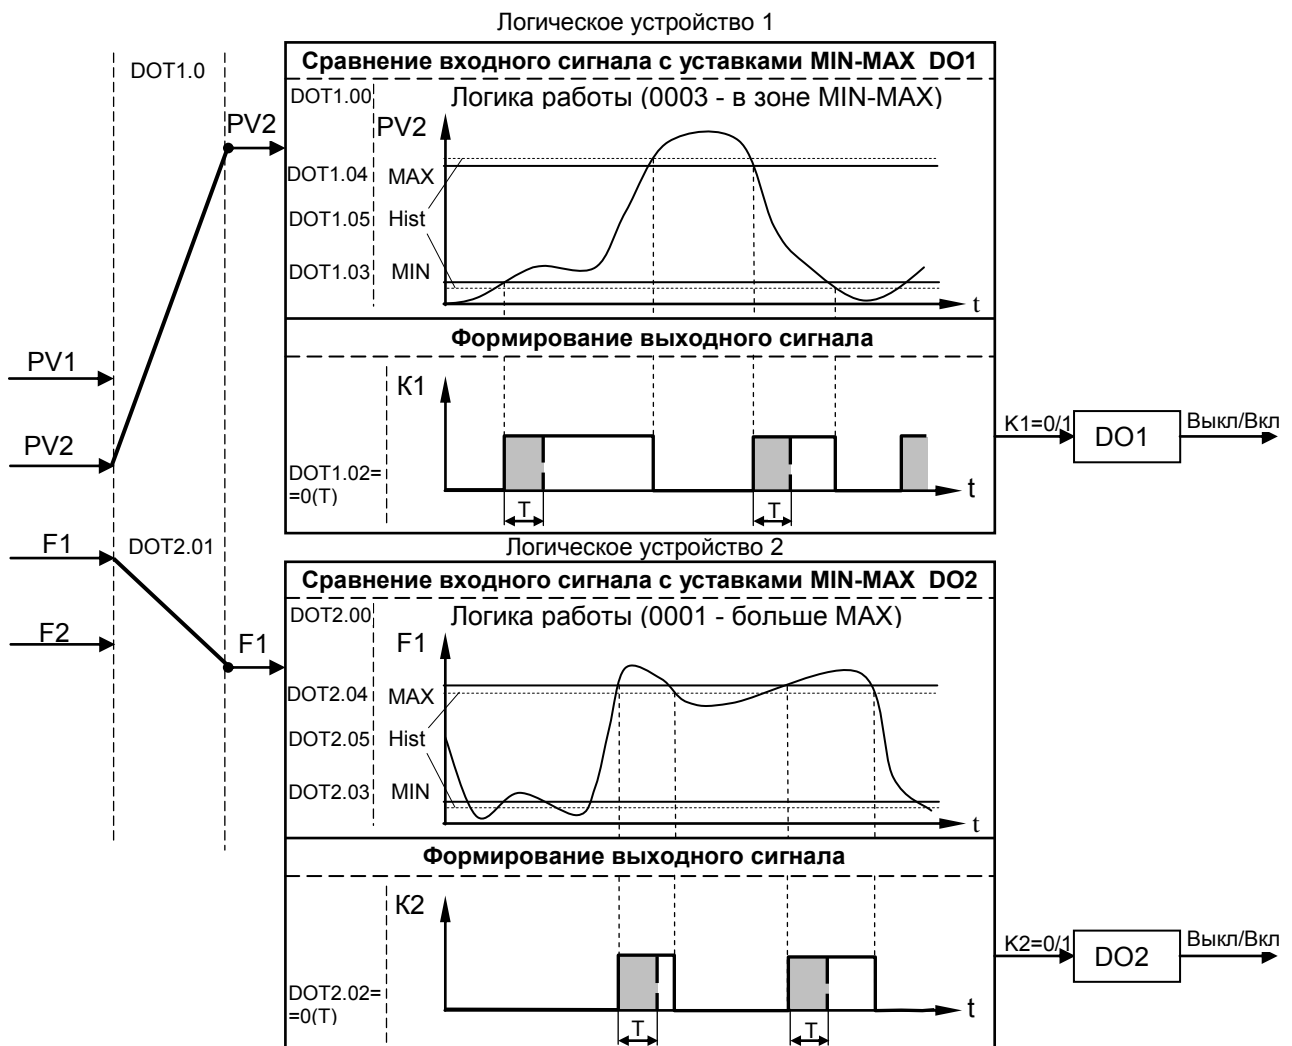 Логическое устройство 1
Сравнение входного сигнала с уставками MIN-MAX DO1
DOT1.0
DOT1.00
Логика работы (0003 - в зоне MIN-MAX)
PV2
PV2
DOT1.04
MAX
DOT1.05
Hist
DOT1.03
MIN
t
Формирование выходного сигнала
PV1
К1
PV2
K1=0/1
DO1
Выкл/Вкл
DOT1.02=
=0(T)
T
T
t
F1
DOT2.01
Логическое устройство 2
Сравнение входного сигнала с уставками MIN-MAX DO2
DOT2.00
Логика работы (0001 - больше MAX)
F2
F1
F1
DOT2.04
MAX
DOT2.05
Hist
DOT2.03
MIN
t
Формирование выходного сигнала
К2
K2=0/1
DO2
Выкл/Вкл
DOT2.02=
=0(T)
T
T
t